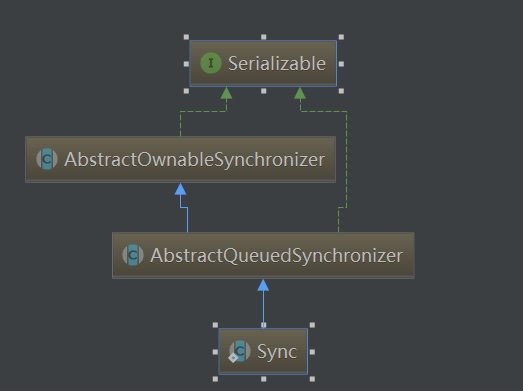 I Serializable
C AbstractOwnableSynchronizer
C AbstractQueuedSynchronizer
C Sync